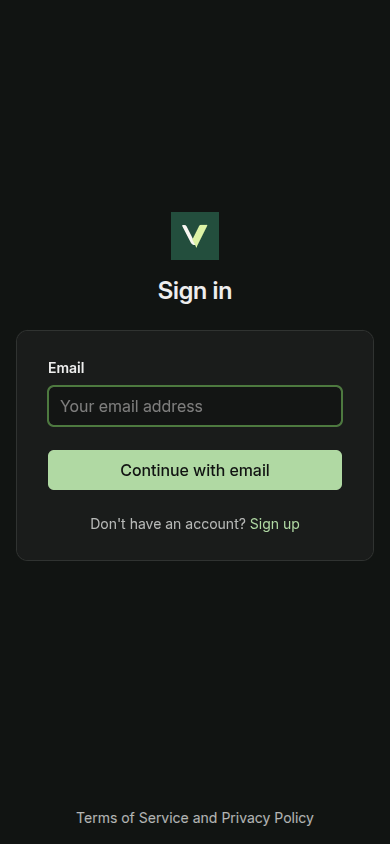 Sign in
Email
Your email address
Continue with email
Don't have an account? Sign up
Terms of Service and Privacy Policy